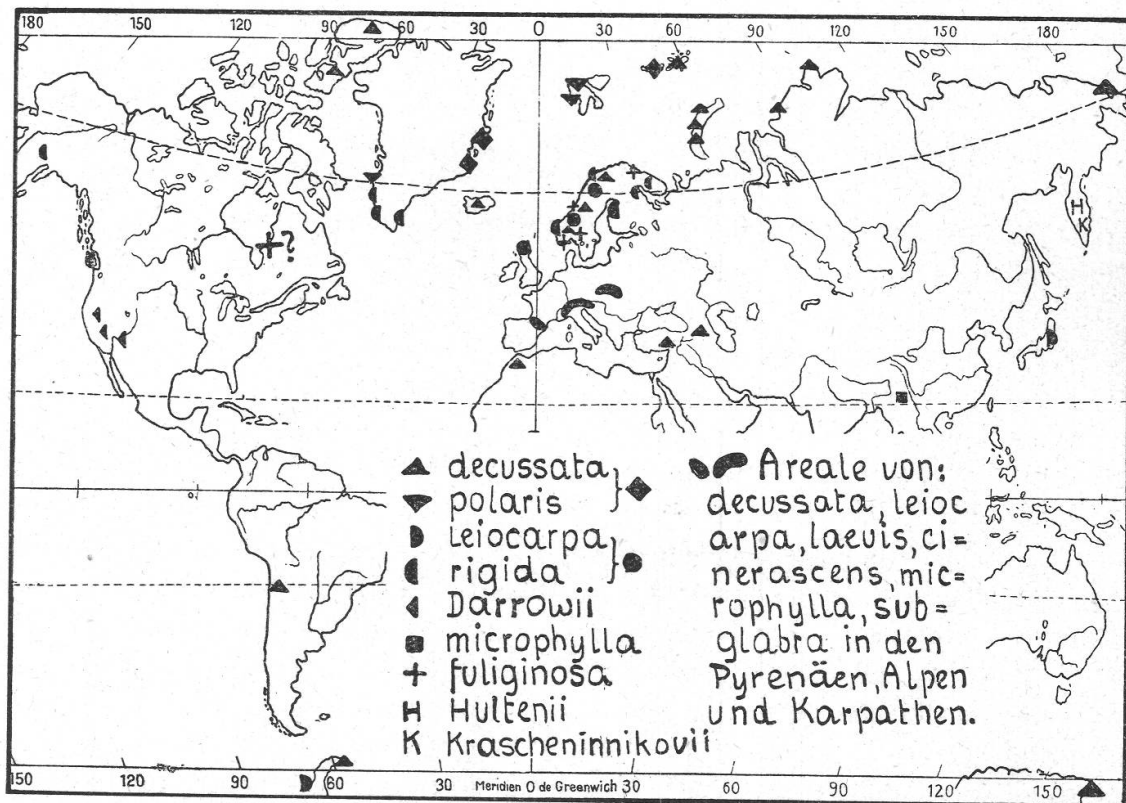 180 120 90 60 30 0 30 60 90 100 120 150 180
?
H
K
decussata
polaris
Leiocarpa
rigida
Darrowii
microphylla
fuliginosa
H Hultenii
K Krascheninnikovii
Areale von:
decussata, leioc
arpa, laevis, ci=
nerascens, mic=
rophylla, sub=
glabra in den
Pyrenäen, Alpen
und Karpathen.
150 120 90 60 30 Meridien 0 de Greenwich 30 60 90 120 150